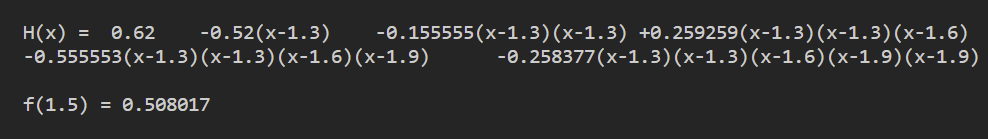 H(x) =  0.62    -0.52(x-1.3)    -0.155555(x-1.3)(x-1.3) +0.259259(x-1.3)(x-1.3)(x-1.6)
-0.555553(x-1.3)(x-1.3)(x-1.6)(x-1.9)      -0.258377(x-1.3)(x-1.3)(x-1.6)(x-1.9)(x-1.9)
f(1.5) = 0.508017